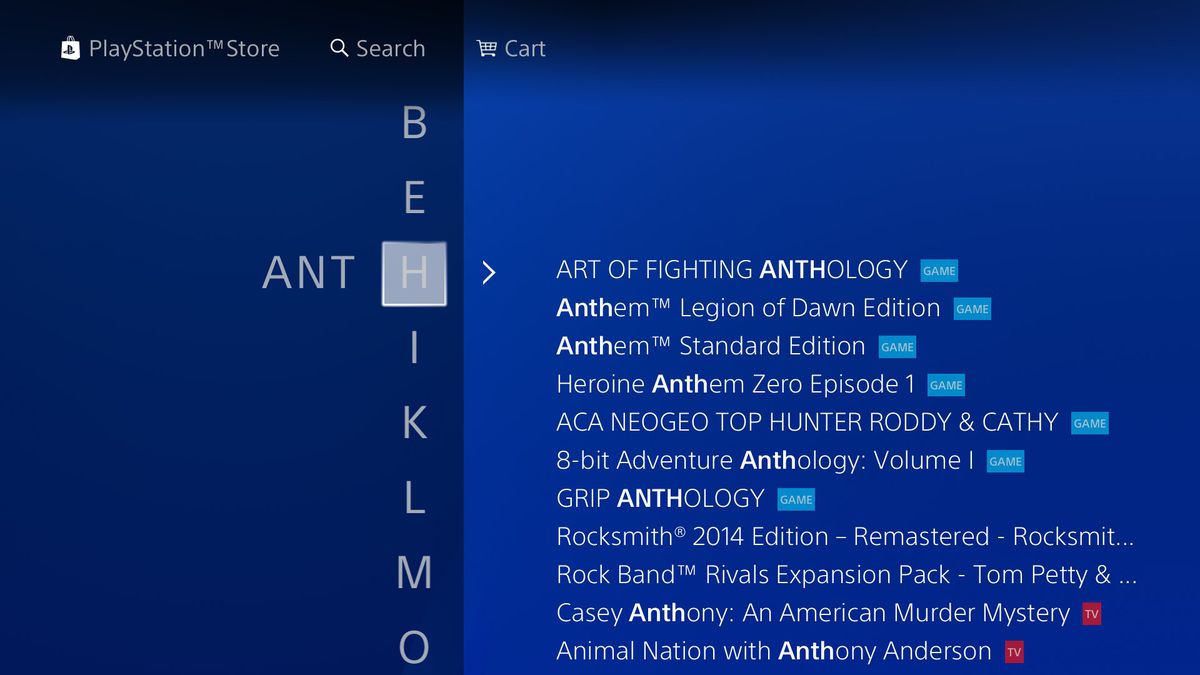 PlayStation™Store Search Cart
B
E
ANT H
I
K
L
M
O
ART OF FIGHTING ANTHOLOGY GAME
Anthem™ Legion of Dawn Edition GAME
Anthem™ Standard Edition GAME
Heroine Anthem Zero Episode 1 GAME
ACA NEOGEO TOP HUNTER RODDY & CATHY GAME
8-bit Adventure Anthology: Volume I GAME
GRIP ANTHOLOGY GAME
Rocksmith® 2014 Edition – Remastered - Rocksmit...
Rock Band™ Rivals Expansion Pack - Tom Petty & ...
Casey Anthony: An American Murder Mystery TV
Animal Nation with Anthony Anderson TV